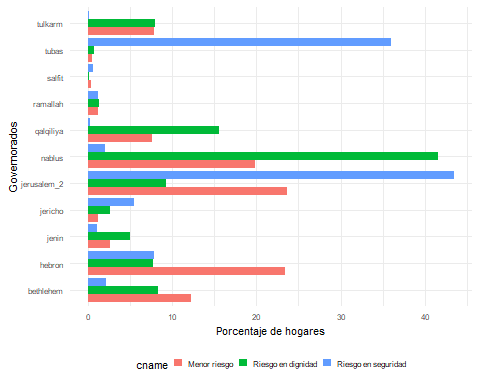 tulkarm
tubas
salfit
ramallah
qalqiliya
nablus
jerusalem_2
jericho
jenin
hebron
bethlehem
Governorados
0 10 20 30 40
Porcentaje de hogares
cname Menor riesgo Riesgo en dignidad Riesgo en seguridad